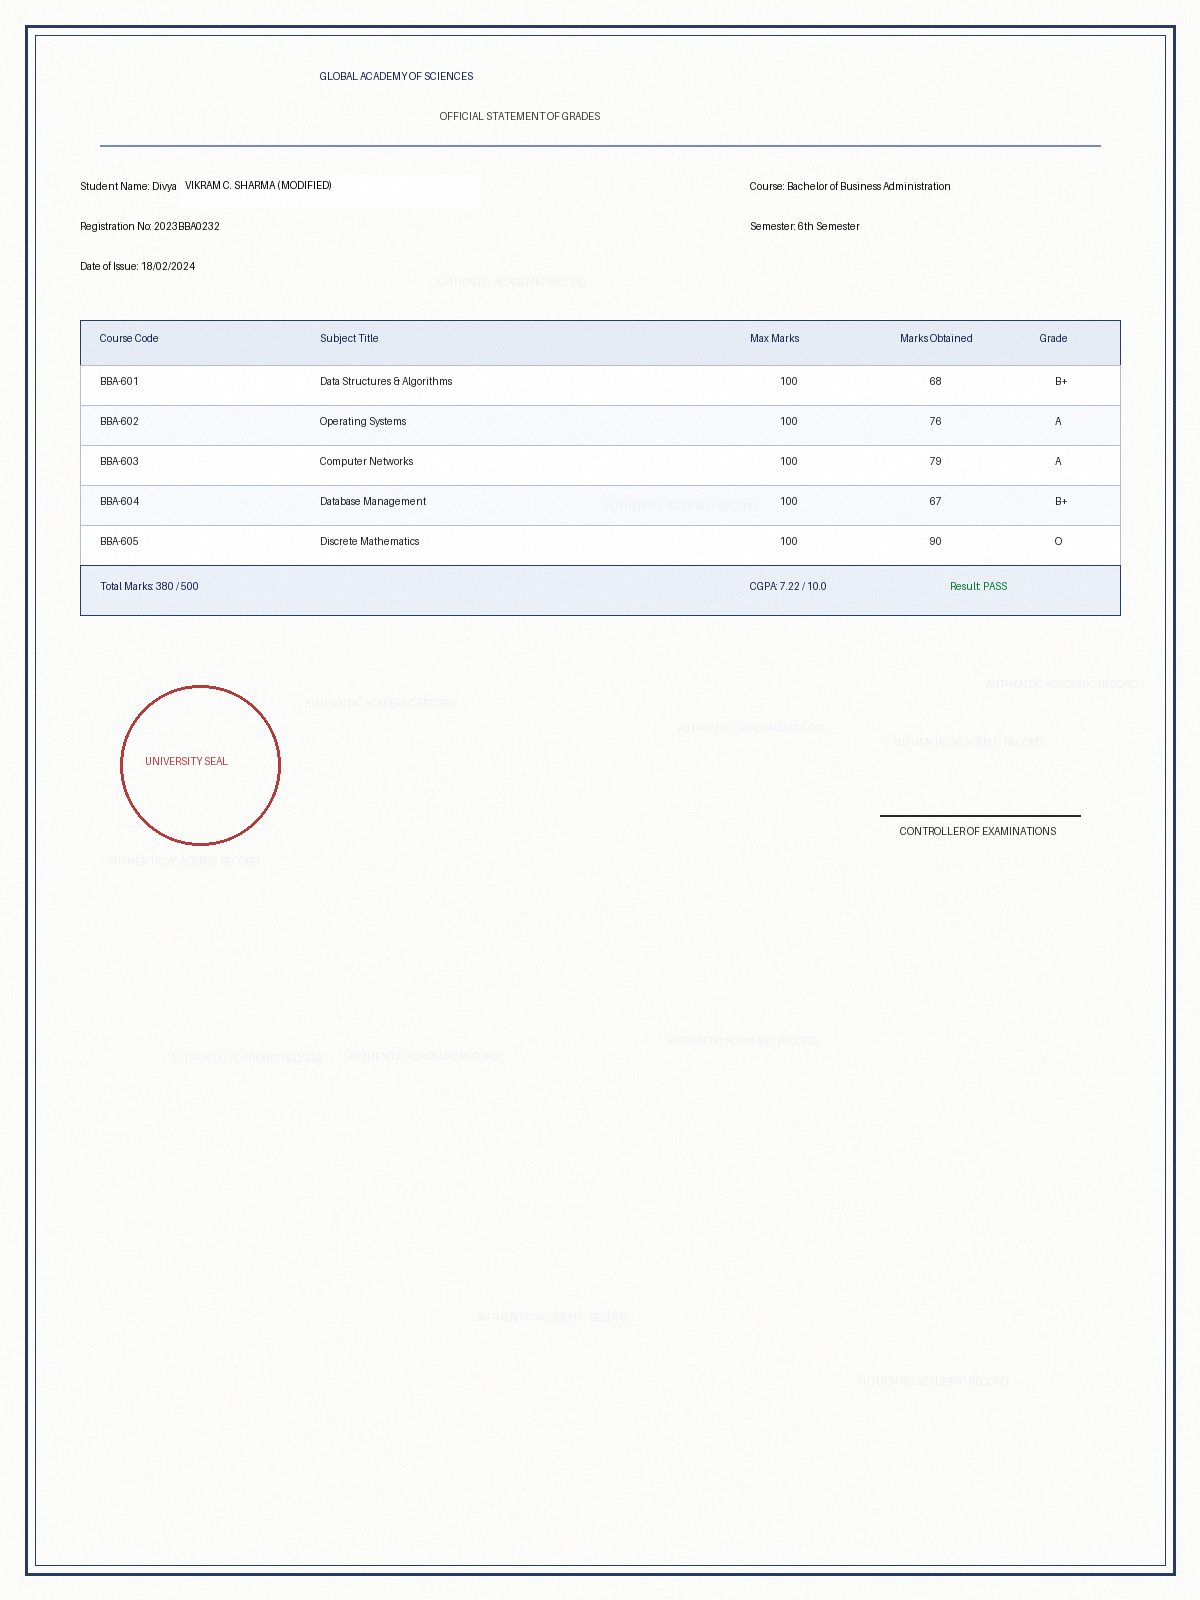 GLOBAL ACADEMY OF SCIENCES
OFFICIAL STATEMENT OF GRADES
Student Name: Divya VIKRAM C. SHARMA (MODIFIED) Course: Bachelor of Business Administration
Registration No: 2023BBA0232 Semester: 6th Semester
Date of Issue: 18/02/2024
AUTHENTIC ACADEMIC RECORD
Course Code Subject Title Max Marks Marks Obtained Grade
BBA-601 Data Structures & Algorithms 100 68 B+
BBA-602 Operating Systems 100 76 A
BBA-603 Computer Networks 100 79 A
BBA-604 Database Management 100 67 B+
AUTHENTIC ACADEMIC RECORD
BBA-605 Discrete Mathematics 100 90 O
Total Marks: 380 / 500 CGPA: 7.22 / 10.0 Result: PASS
AUTHENTIC ACADEMIC RECORD
AUTHENTIC ACADEMIC RECORD
AUTHENTIC ACADEMIC RECORD
AUTHENTIC ACADEMIC RECORD
UNIVERSITY SEAL
CONTROLLER OF EXAMINATIONS
AUTHENTIC ACADEMIC RECORD
AUTHENTIC ACADEMIC RECORD
AUTHENTIC ACADEMIC RECORD
AUTHENTIC ACADEMIC RECORD
AUTHENTIC ACADEMIC RECORD
AUTHENTIC ACADEMIC RECORD